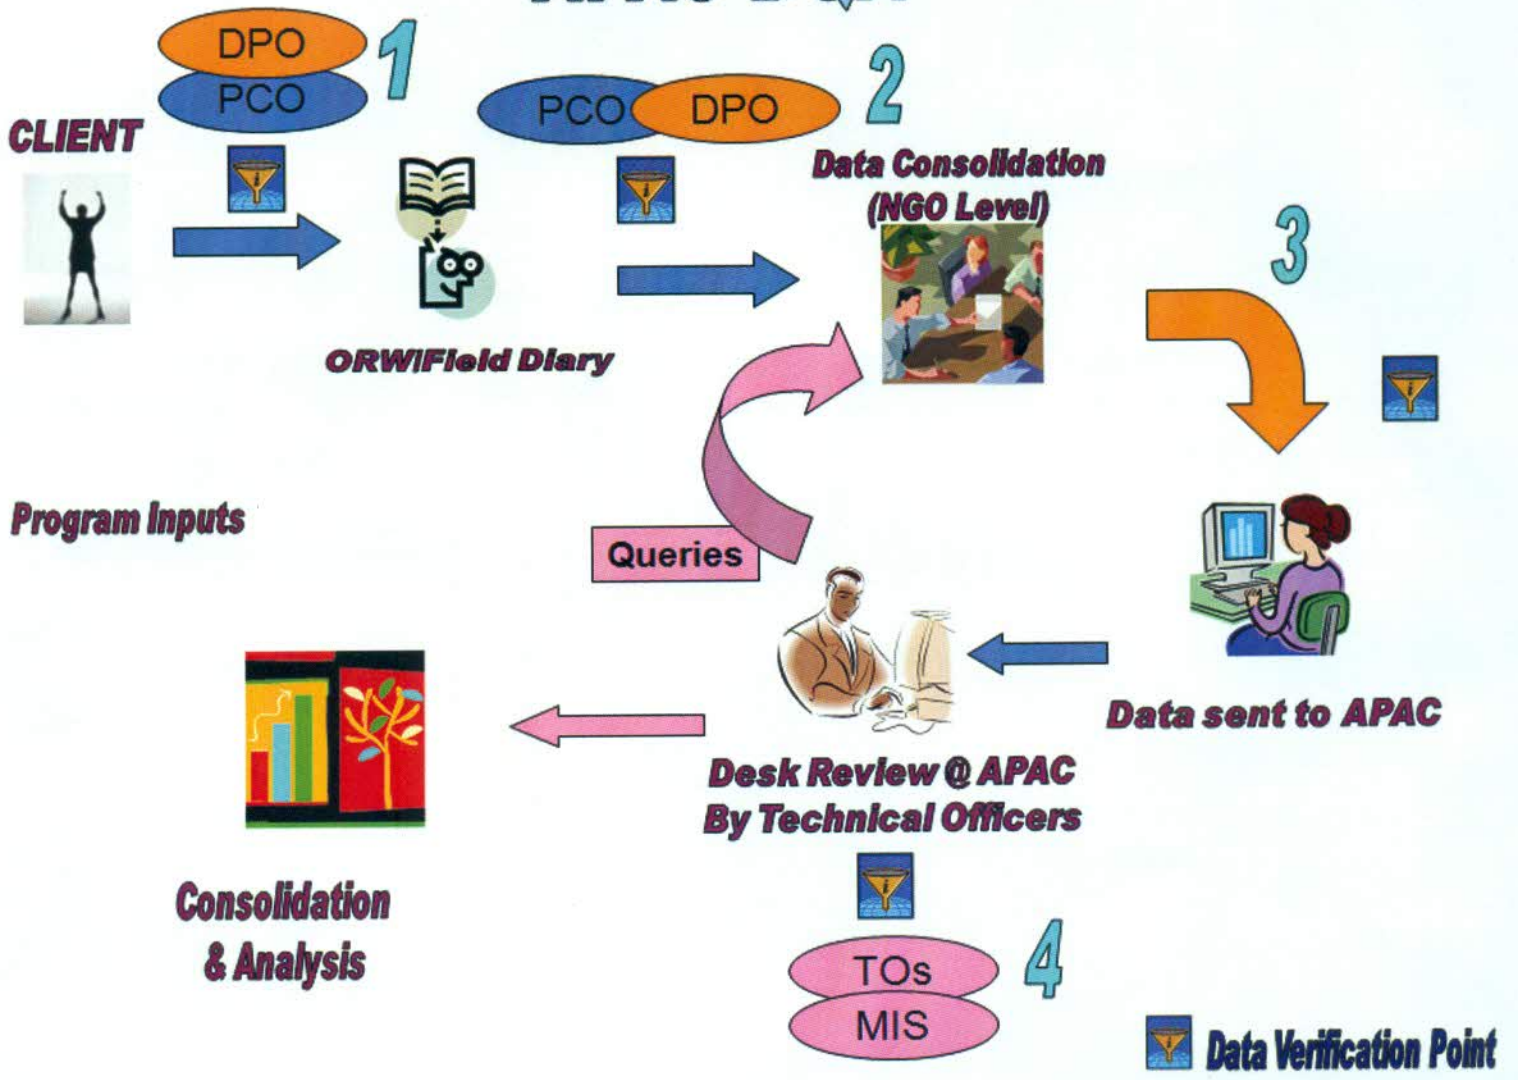 DPO
PCO
1
PCO
DPO
2
CLIENT
Data Consolidation
(NGO Level)
3
ORW/Field Diary
Program Inputs
Queries
Data sent to APAC
Desk Review @ APAC
By Technical Officers
Consolidation
& Analysis
TOs
MIS
4
Data Verification Point